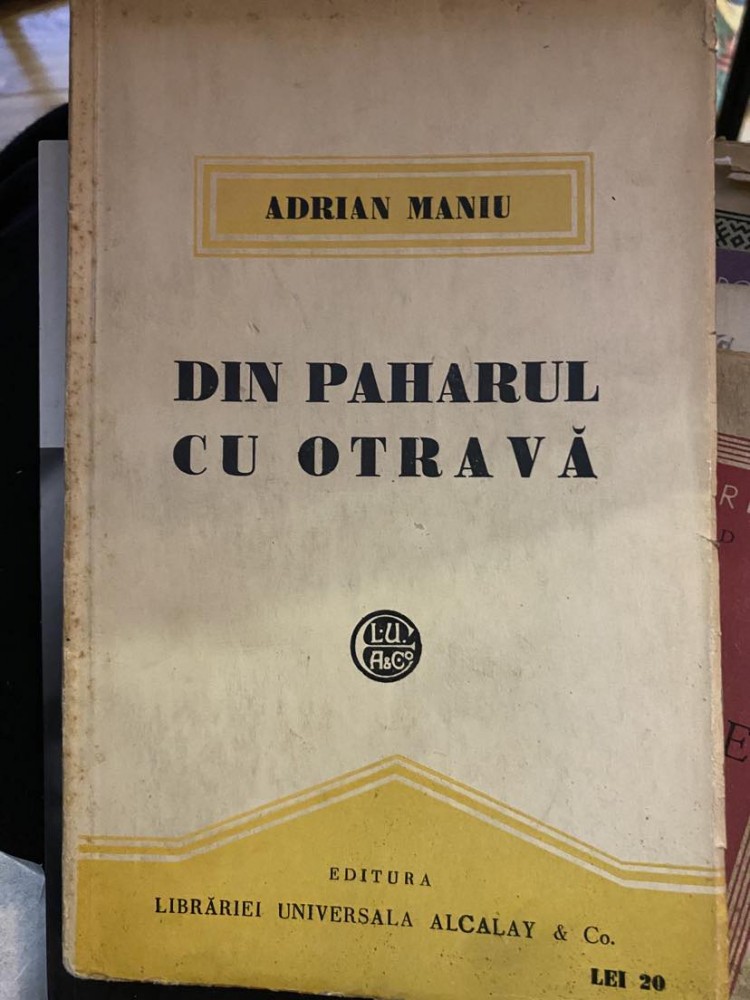 ADRIAN MANIU
DIN PAHARUL
CU OTRAVĂ
L.U.
A&Co
EDITURA
LIBRĂRIEI UNIVERSALA ALCALAY & Co.
LEI 20